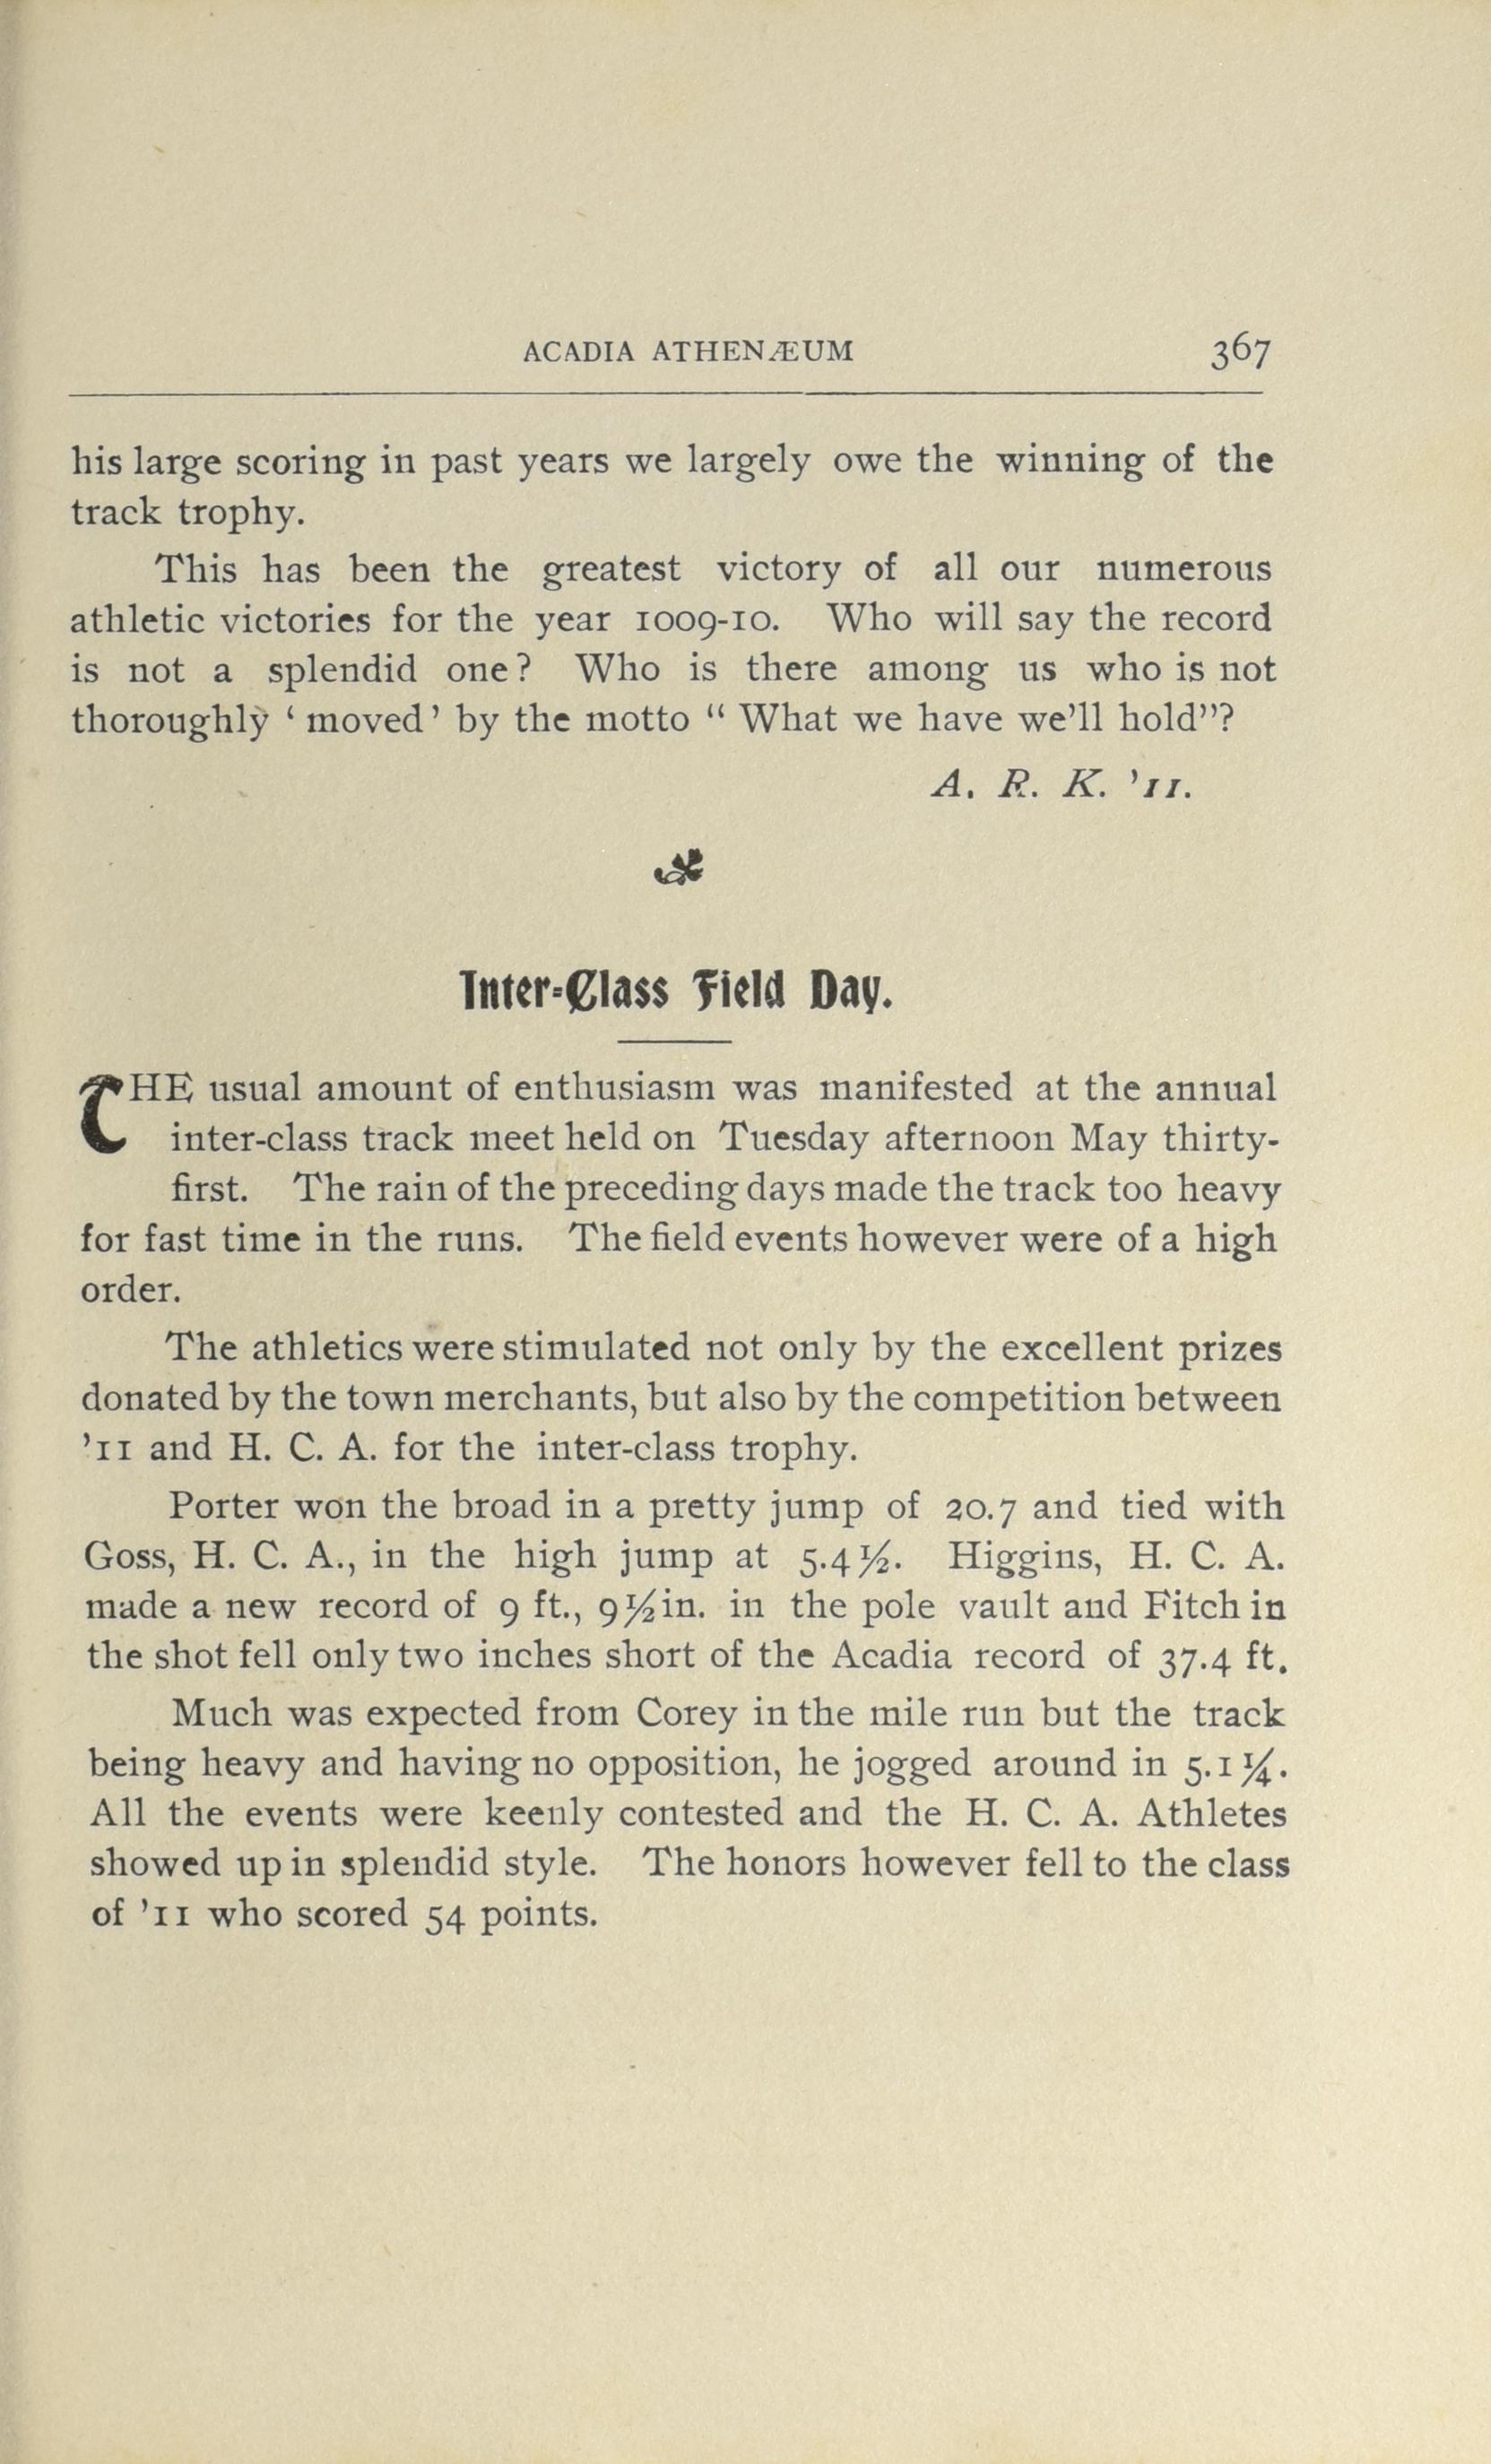 ACADIA ATHENÆUM 367
his large scoring in past years we largely owe the winning of the
track trophy.
This has been the greatest victory of all our numerous
athletic victories for the year 1009-10. Who will say the record
is not a splendid one? Who is there among us who is not
thoroughly ‘ moved’ by the motto “ What we have we’ll hold”?
A. R. K. ’11.
Inter-Class Field Day.
THE usual amount of enthusiasm was manifested at the annual
inter-class track meet held on Tuesday afternoon May thirty-
first. The rain of the preceding days made the track too heavy
for fast time in the runs. The field events however were of a high
order.
The athletics were stimulated not only by the excellent prizes
donated by the town merchants, but also by the competition between
’11 and H. C. A. for the inter-class trophy.
Porter won the broad in a pretty jump of 20.7 and tied with
Goss, H. C. A., in the high jump at 5.4½. Higgins, H. C. A.
made a new record of 9 ft., 9½in. in the pole vault and Fitch in
the shot fell only two inches short of the Acadia record of 37.4 ft.
Much was expected from Corey in the mile run but the track
being heavy and having no opposition, he jogged around in 5.1¼.
All the events were keenly contested and the H. C. A. Athletes
showed up in splendid style. The honors however fell to the class
of ’11 who scored 54 points.